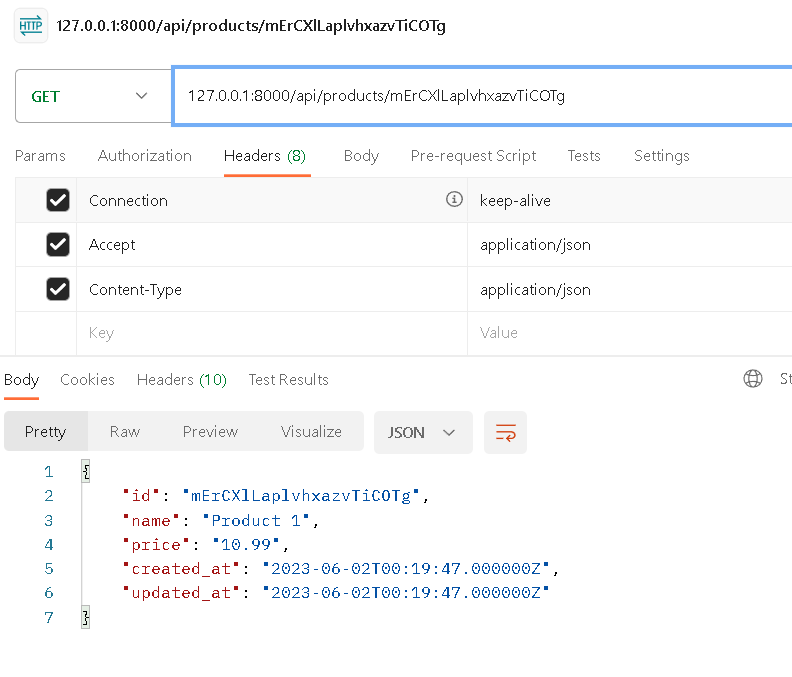 HTTP 127.0.0.1:8000/api/products/mErCXlLaplvhxazvTiCOTg
GET 127.0.0.1:8000/api/products/mErCXlLaplvhxazvTiCOTg
Params Authorization Headers (8) Body Pre-request Script Tests Settings
Connection keep-alive
Accept application/json
Content-Type application/json
Key Value
Body Cookies Headers (10) Test Results
Pretty Raw Preview Visualize JSON
1 {
2 "id": "mErCXlLaplvhxazvTiCOTg",
3 "name": "Product 1",
4 "price": "10.99",
5 "created_at": "2023-06-02T00:19:47.000000Z",
6 "updated_at": "2023-06-02T00:19:47.000000Z"
7 }